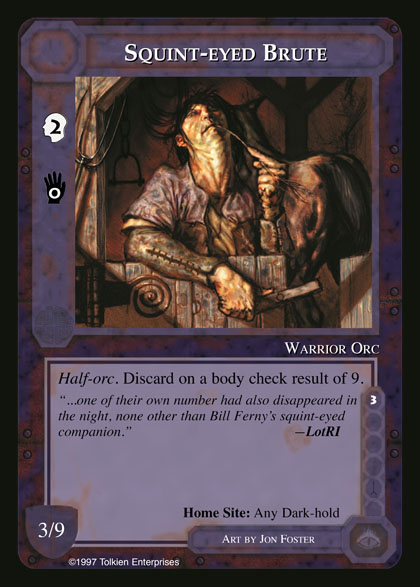 Squint-eyed Brute
2
Warrior Orc
Half-orc. Discard on a body check result of 9.
“...one of their own number had also disappeared in
the night, none other than Bill Ferny’s squint-eyed
companion.” –LotRI
3
Home Site: Any Dark-hold
3/9
Art by Jon Foster
©1997 Tolkien Enterprises